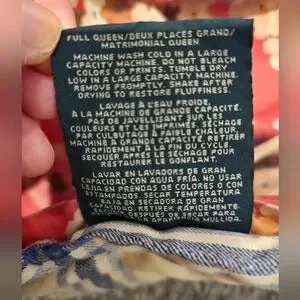 FULL QUEEN/DEUX PLACES GRAND/
MATRIMONIAL QUEEN
MACHINE WASH COLD IN A LARGE
CAPACITY MACHINE. DO NOT BLEACH
COLORS OR PRINTS. TUMBLE DRY
LOW IN A LARGE CAPACITY MACHINE.
REMOVE PROMPTLY. SHAKE AFTER
DRYING TO RESTORE FLUFFINESS.
LAVAGE À L'EAU FROIDE,
À LA MACHINE DE GRANDE CAPACITÉ.
PAS DE JAVELLISANT SUR LES
COULEURS ET LES IMPRIMÉS. SÉCHAGE
PAR CULBUTAGE À FAIBLE CHALEUR,
MACHINE À GRANDE CAPACITÉ. RETIRER
RAPIDEMENT À LA FIN DU CYCLE.
SECOUER APRÈS LE SÉCHAGE POUR
RESTAURER LE GONFLANT.
LAVAR EN LAVADORA DE GRAN
CAPACIDAD CON AGUA FRÍA. NO USAR
LEJIA EN PRENDAS DE COLORES O CON
ESTAMPADOS. SECAR TEMPERATURA
BAJA EN SECADORA DE GRAN
CAPACIDAD. RETIRER RÁPIDEMENTE.
DESPUÉS DE SECAR PARA
MULLIDA.